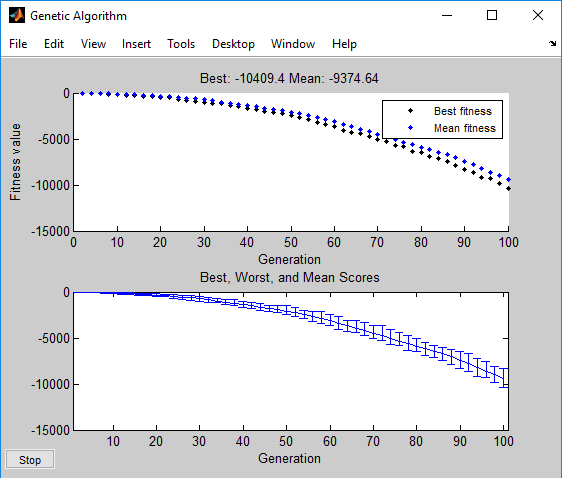 Genetic Algorithm
File Edit View Insert Tools Desktop Window Help
Best: -10409.4 Mean: -9374.64
Fitness value
0
-5000
-10000
-15000
Best fitness
Mean fitness
0 10 20 30 40 50 60 70 80 90 100
Generation
Best, Worst, and Mean Scores
0
-5000
-10000
-15000
10 20 30 40 50 60 70 80 90 100
Generation
Stop